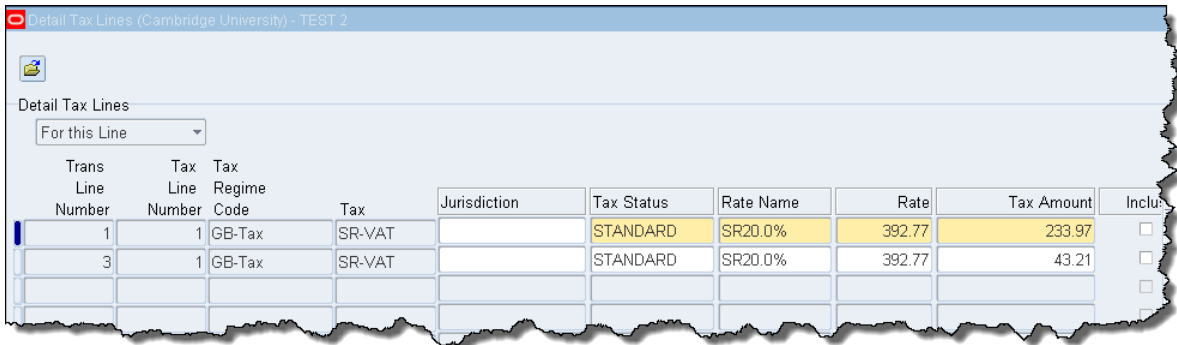 Detail Tax Lines (Cambridge University) - TEST 2
Detail Tax Lines
For this Line
Trans Line Number Tax Line Number Tax Regime Code Tax Jurisdiction Tax Status Rate Name Rate Tax Amount
1 1 GB-Tax SR-VAT STANDARD SR20.0% 392.77 233.97
3 1 GB-Tax SR-VAT STANDARD SR20.0% 392.77 43.21